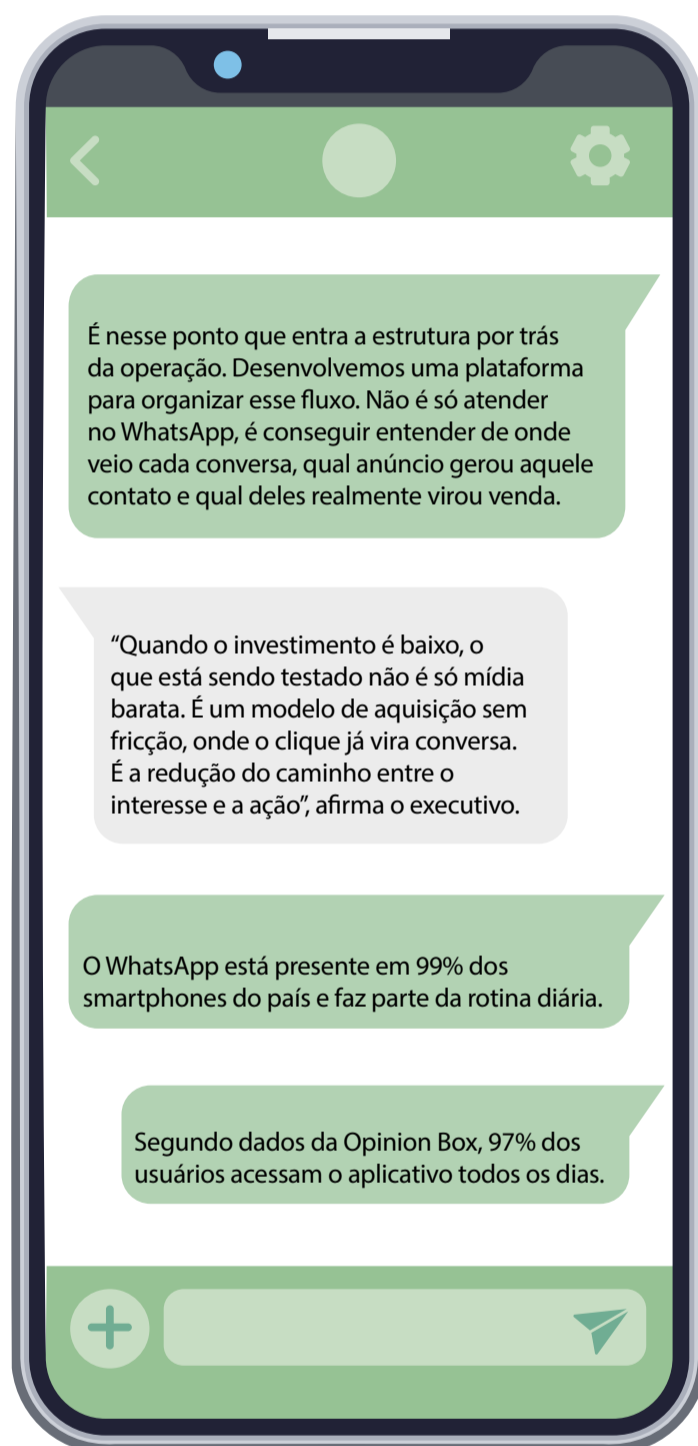 É nesse ponto que entra a estrutura por trás
da operação. Desenvolvemos uma plataforma
para organizar esse fluxo. Não é só atender
no WhatsApp, é conseguir entender de onde
veio cada conversa, qual anúncio gerou aquele
contato e qual deles realmente virou venda.
“Quando o investimento é baixo, o
que está sendo testado não é só mídia
barata. É um modelo de aquisição sem
fricção, onde o clique já vira conversa.
É a redução do caminho entre o
interesse e a ação”, afirma o executivo.
O WhatsApp está presente em 99% dos
smartphones do país e faz parte da rotina diária.
Segundo dados da Opinion Box, 97% dos
usuários acessam o aplicativo todos os dias.